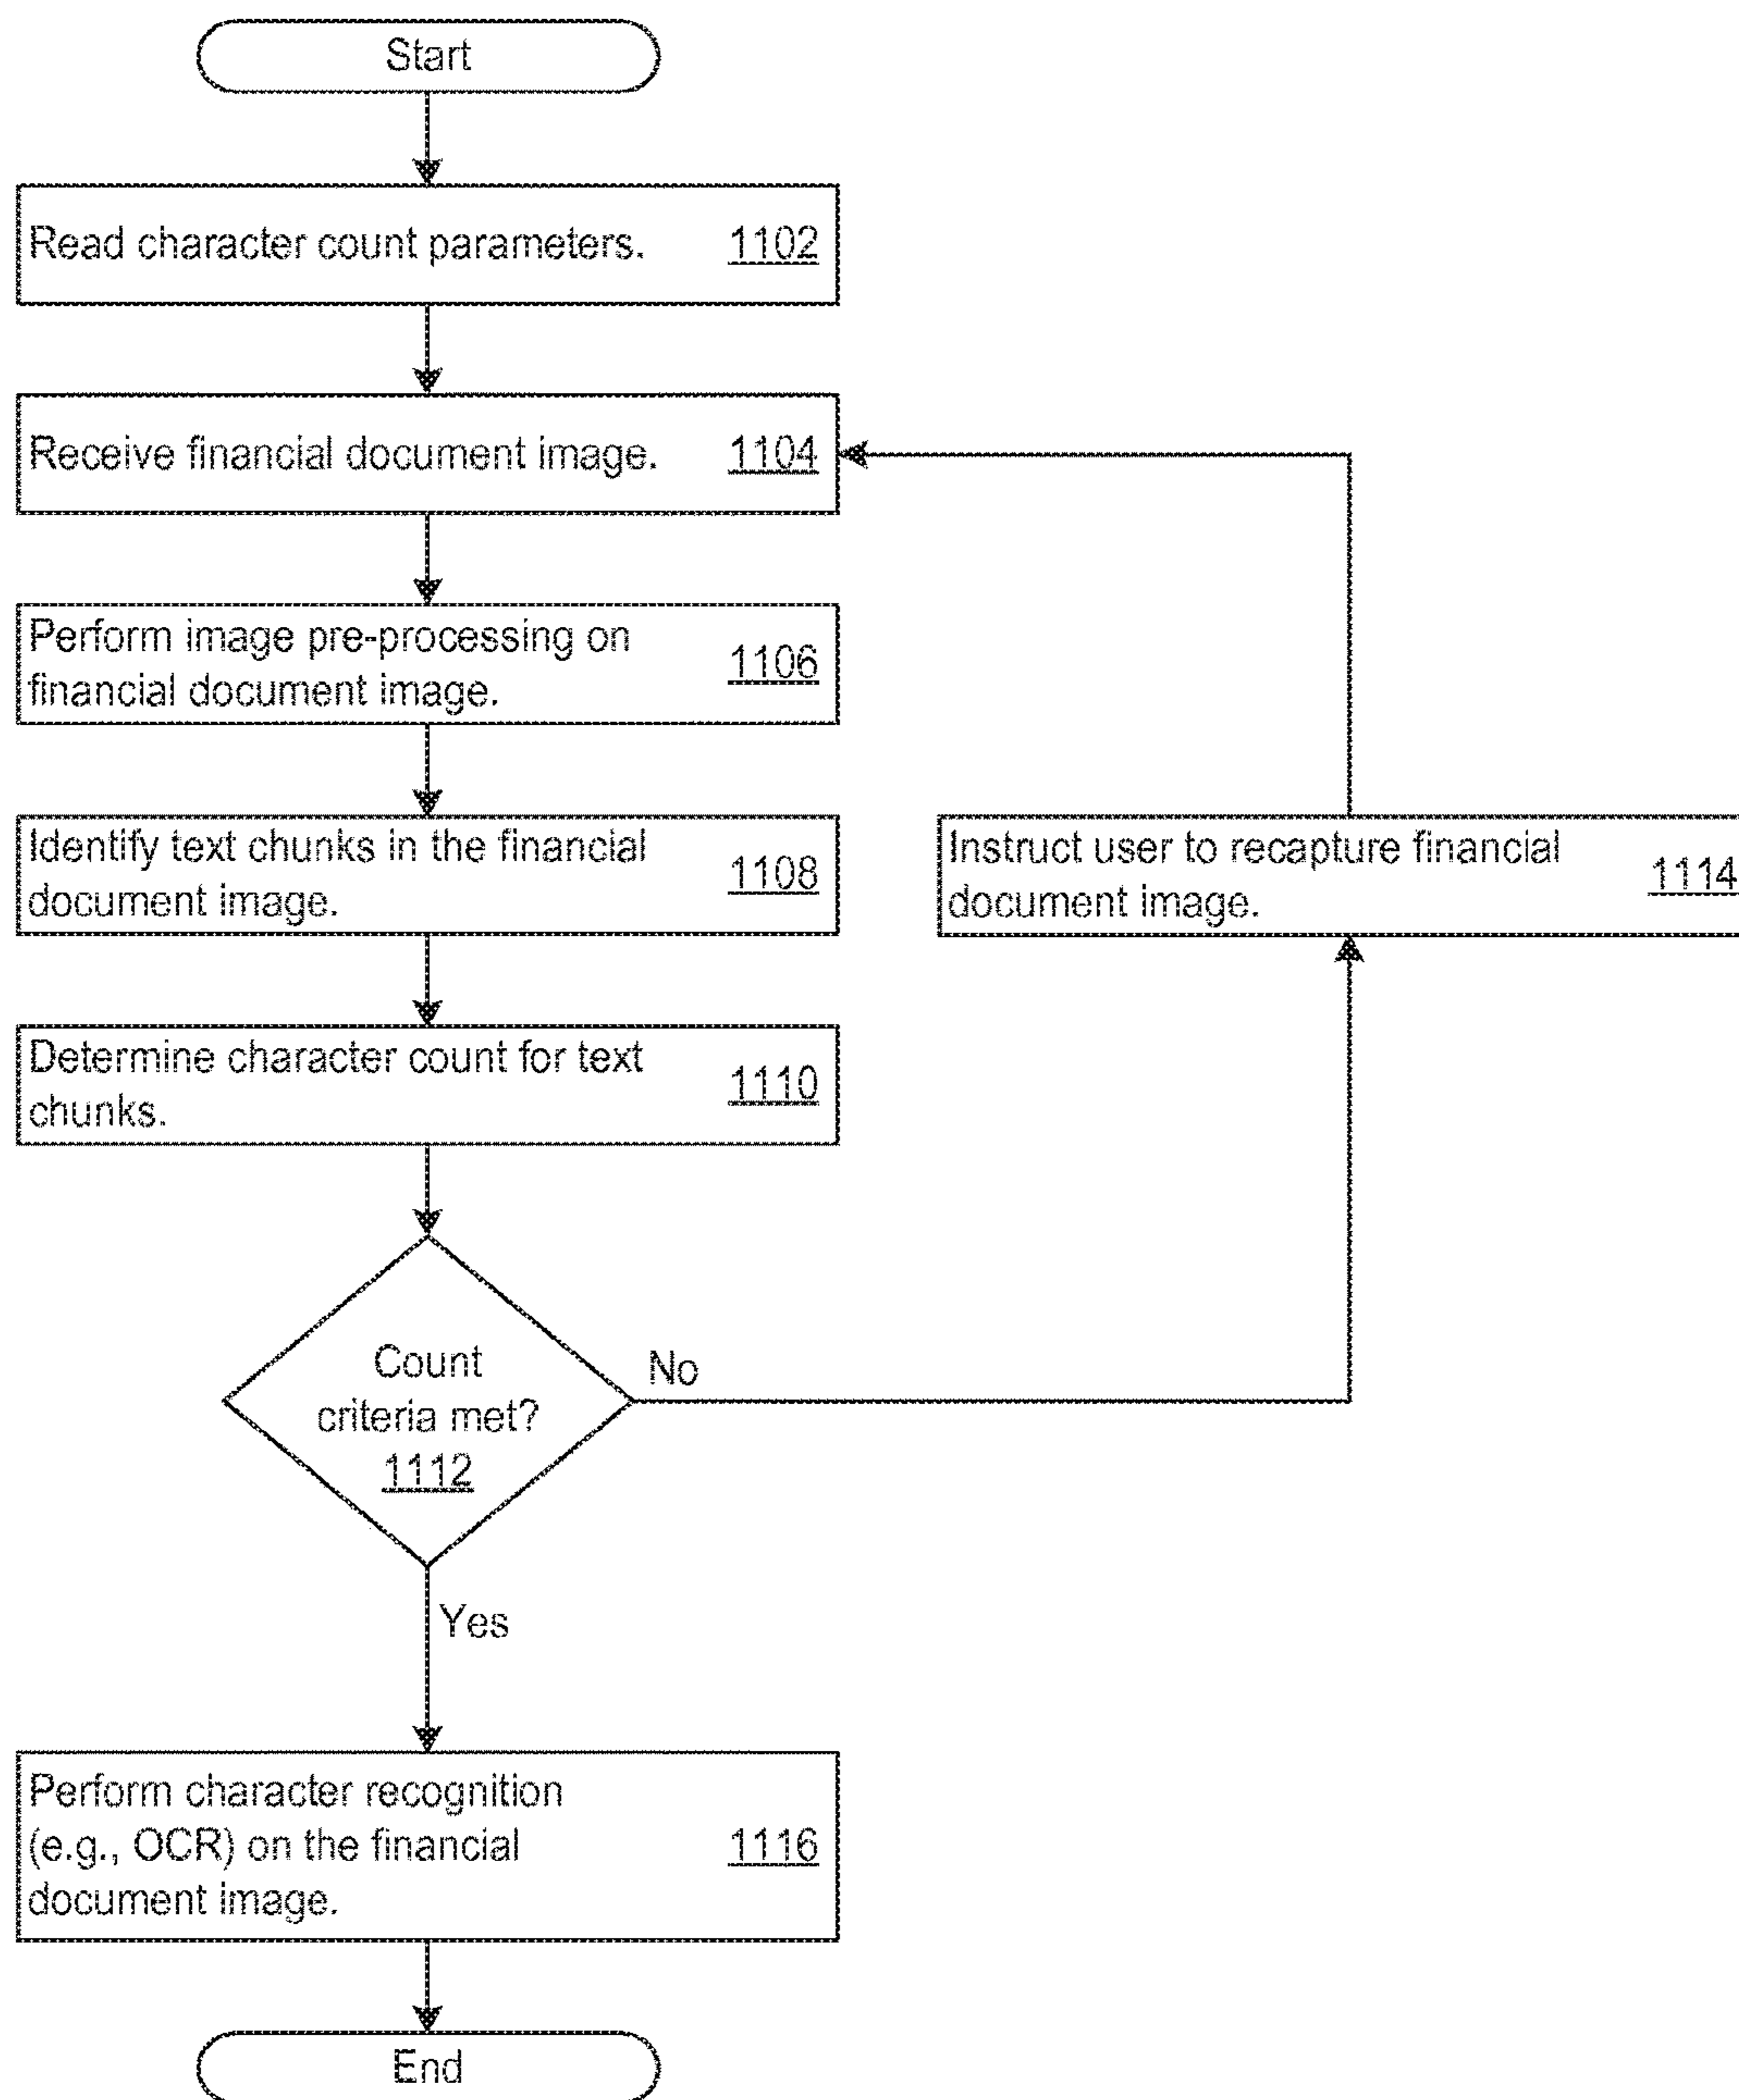 Start
Read character count parameters. 1102
Receive financial document image. 1104
Perform image pre-processing on
financial document image.
1106
Identify text chunks in the financial
document image.
1108
Instruct user to recapture financial
document image.
1114
Determine character count for text
chunks.
1110
Count
criteria met?
1112
No
Yes
Perform character recognition
(e.g., OCR) on the financial
document image.
1116
End